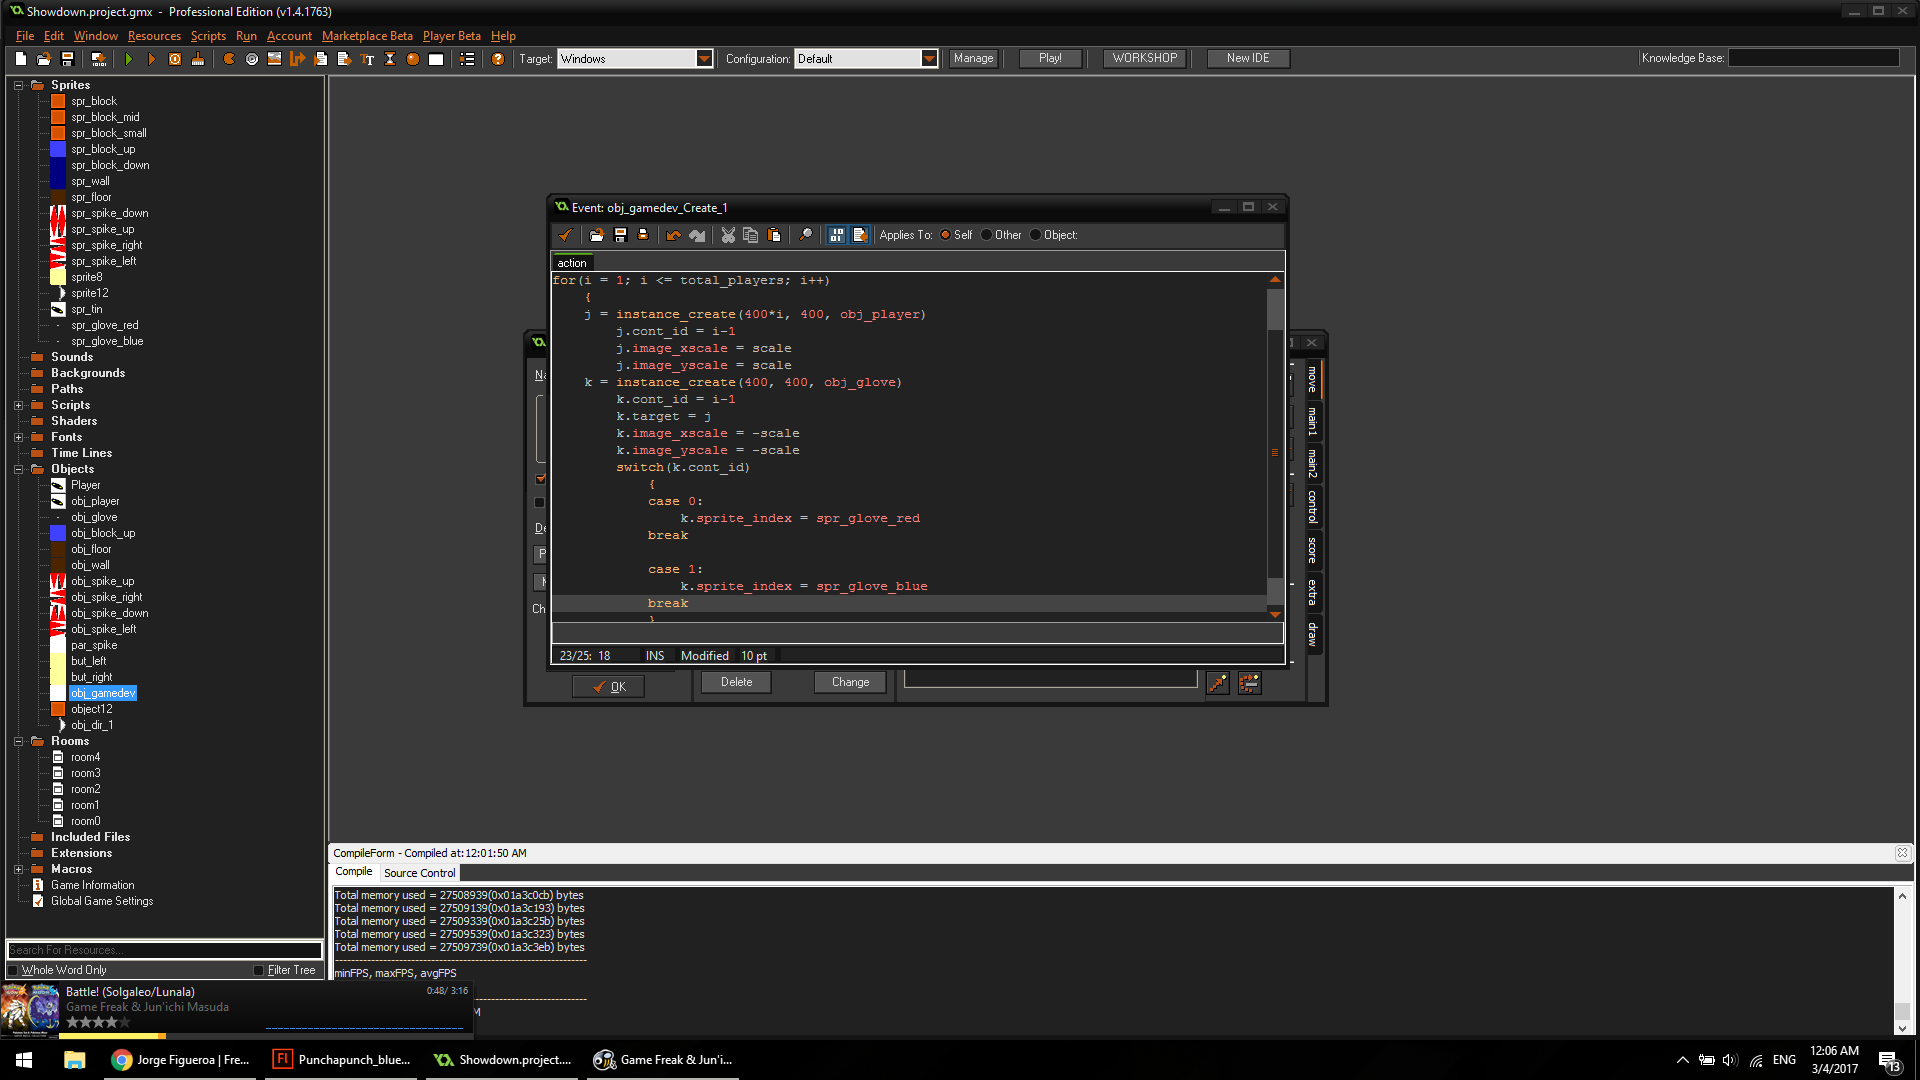 Showdown.project.gmx - Professional Edition (v1.4.1763)
File Edit Window Resources Scripts Run Account Marketplace Beta Player Beta Help
Target: Windows Configuration: Default Manage Play! WORKSHOP New IDE Knowledge Base:
Sprites
spr_block
spr_block_mid
spr_block_small
spr_block_up
spr_block_down
spr_wall
spr_floor
spr_spike_down
spr_spike_up
spr_spike_right
spr_spike_left
sprite8
sprite12
spr_tin
spr_glove_red
spr_glove_blue
Sounds
Backgrounds
Paths
Scripts
Shaders
Fonts
Time Lines
Objects
Player
obj_player
obj_glove
obj_block_up
obj_floor
obj_wall
obj_spike_up
obj_spike_right
obj_spike_down
obj_spike_left
par_spike
but_left
but_right
obj_gamedev
object12
obj_dir_1
Rooms
room4
room3
room2
room1
room0
Included Files
Extensions
Macros
Game Information
Global Game Settings
Search For Resources...
Whole Word Only Filter Tree
Event: obj_gamedev_Create_1
Applies To: Self Other Object:
action
for(i = 1; i <= total_players; i++)
{
j = instance_create(400*i, 400, obj_player)
j.cont_id = i-1
j.image_xscale = scale
j.image_yscale = scale
k = instance_create(400, 400, obj_glove)
k.cont_id = i-1
k.target = j
k.image_xscale = -scale
k.image_yscale = -scale
switch(k.cont_id)
{
case 0:
k.sprite_index = spr_glove_red
break
case 1:
k.sprite_index = spr_glove_blue
break
}
23/25: 18 INS Modified 10 pt
OK Delete Change
move
main1
main2
control
score
extra
draw
CompileForm - Compiled at:12:01:50 AM
Compile Source Control
Total memory used = 27508939(0x01a3c0cb) bytes
Total memory used = 27509139(0x01a3c193) bytes
Total memory used = 27509339(0x01a3c25b) bytes
Total memory used = 27509539(0x01a3c323) bytes
Total memory used = 27509739(0x01a3c3eb) bytes
minFPS, maxFPS, avgFPS
Battle! (Solgaleo/Lunala) 0:48/ 3:16
Game Freak & Jun'ichi Masuda
Jorge Figueroa | Fre... Punchapunch_blue... Showdown.project.... Game Freak & Jun'i...
ENG 12:06 AM
3/4/2017 13